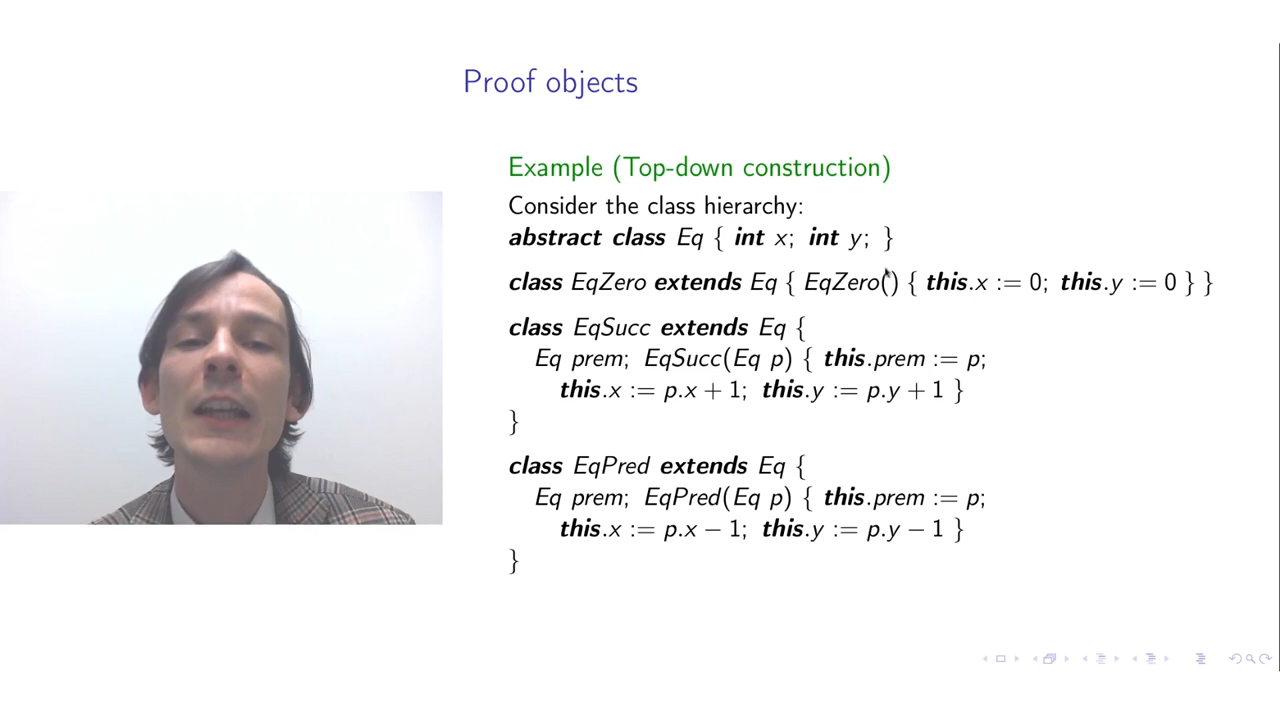 Proof objects
Example (Top-down construction)
Consider the class hierarchy:
abstract class Eq { int x; int y; }
class EqZero extends Eq { EqZero() { this.x := 0; this.y := 0 } }
class EqSucc extends Eq {
Eq prem; EqSucc(Eq p) { this.prem := p;
this.x := p.x + 1; this.y := p.y + 1 }
}
class EqPred extends Eq {
Eq prem; EqPred(Eq p) { this.prem := p;
this.x := p.x − 1; this.y := p.y − 1 }
}